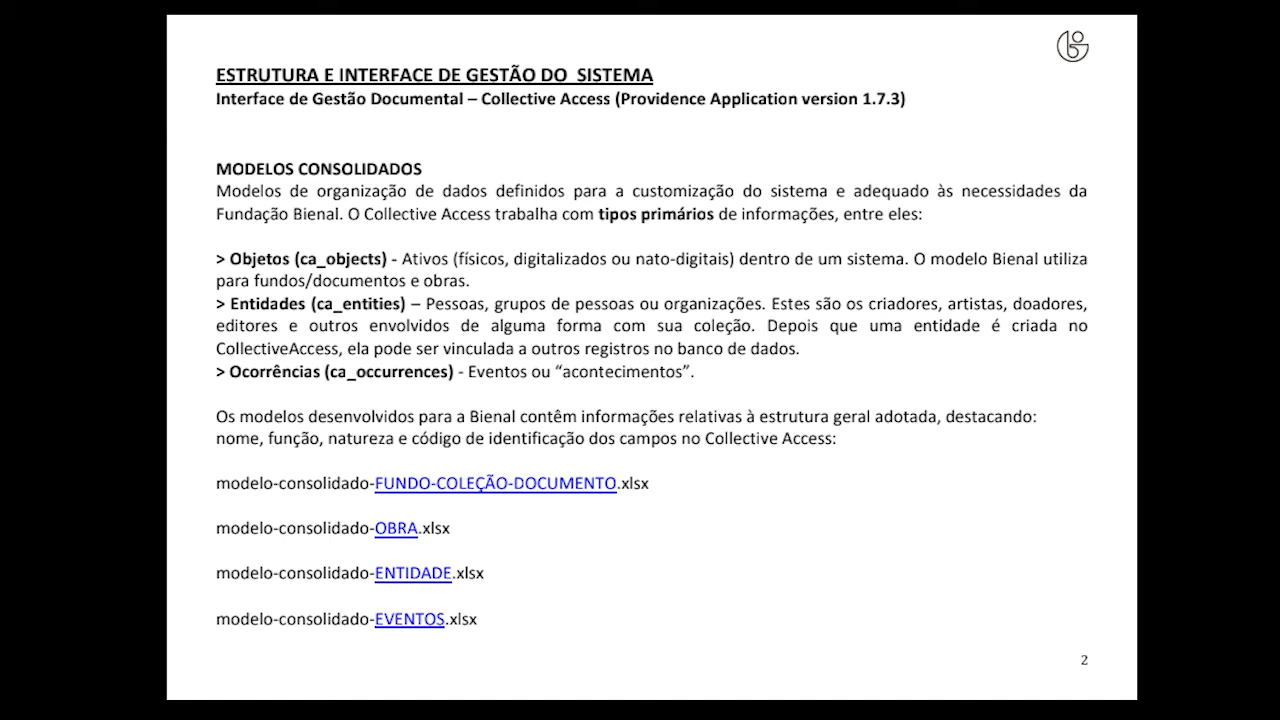 ESTRUTURA E INTERFACE DE GESTÃO DO SISTEMA
Interface de Gestão Documental – Collective Access (Providence Application version 1.7.3)
MODELOS CONSOLIDADOS
Modelos de organização de dados definidos para a customização do sistema e adequado às necessidades da
Fundação Bienal. O Collective Access trabalha com tipos primários de informações, entre eles:
> Objetos (ca_objects) - Ativos (físicos, digitalizados ou nato-digitais) dentro de um sistema. O modelo Bienal utiliza
para fundos/documentos e obras.
> Entidades (ca_entities) – Pessoas, grupos de pessoas ou organizações. Estes são os criadores, artistas, doadores,
editores e outros envolvidos de alguma forma com sua coleção. Depois que uma entidade é criada no
CollectiveAccess, ela pode ser vinculada a outros registros no banco de dados.
> Ocorrências (ca_occurrences) - Eventos ou “acontecimentos”.
Os modelos desenvolvidos para a Bienal contêm informações relativas à estrutura geral adotada, destacando:
nome, função, natureza e código de identificação dos campos no Collective Access:
modelo-consolidado-FUNDO-COLEÇÃO-DOCUMENTO.xlsx
modelo-consolidado-OBRA.xlsx
modelo-consolidado-ENTIDADE.xlsx
modelo-consolidado-EVENTOS.xlsx
2